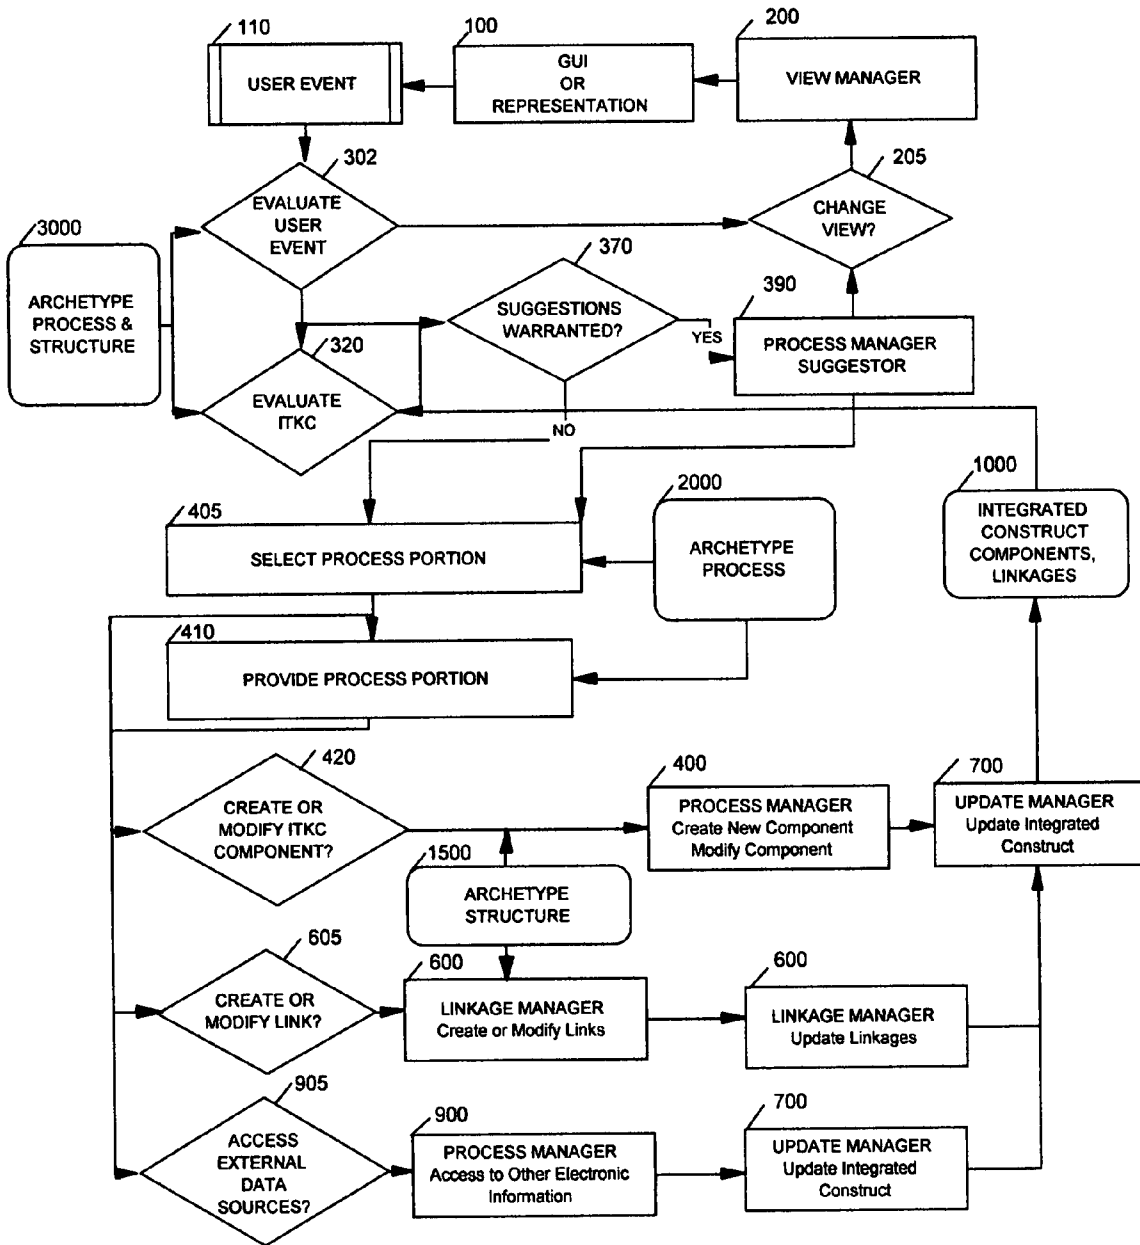 110
100
200
USER EVENT
GUI
OR
REPRESENTATION
VIEW MANAGER
302
205
EVALUATE
USER
EVENT
CHANGE
VIEW?
3000
ARCHETYPE
PROCESS &
STRUCTURE
370
SUGGESTIONS
WARRANTED?
YES
NO
390
PROCESS MANAGER
SUGGESTOR
320
EVALUATE
ITKC
1000
INTEGRATED
CONSTRUCT
COMPONENTS,
LINKAGES
405
SELECT PROCESS PORTION
2000
ARCHETYPE
PROCESS
410
PROVIDE PROCESS PORTION
420
CREATE OR
MODIFY ITKC
COMPONENT?
400
PROCESS MANAGER
Create New Component
Modify Component
700
UPDATE MANAGER
Update Integrated
Construct
1500
ARCHETYPE
STRUCTURE
605
CREATE OR
MODIFY LINK?
600
LINKAGE MANAGER
Create or Modify Links
600
LINKAGE MANAGER
Update Linkages
905
ACCESS
EXTERNAL
DATA
SOURCES?
900
PROCESS MANAGER
Access to Other Electronic
Information
700
UPDATE MANAGER
Update Integrated
Construct